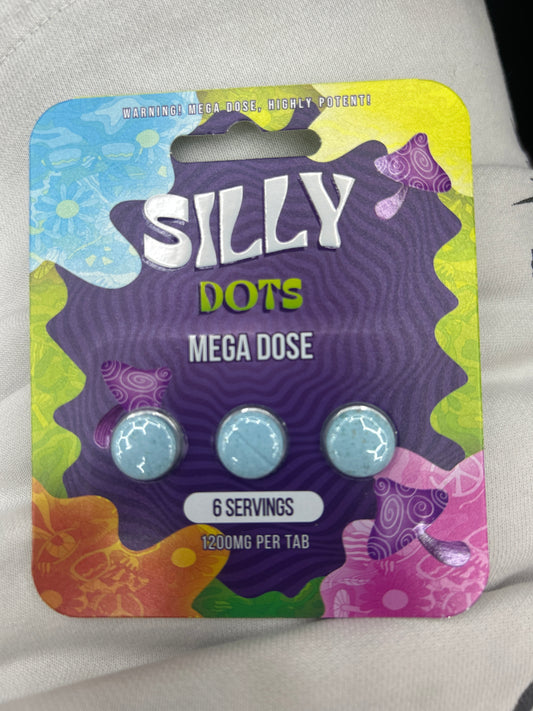 WARNING! MEGA DOSE, HIGHLY POTENT!
SILLY
DOTS
MEGA DOSE
6 SERVINGS
1200MG PER TAB